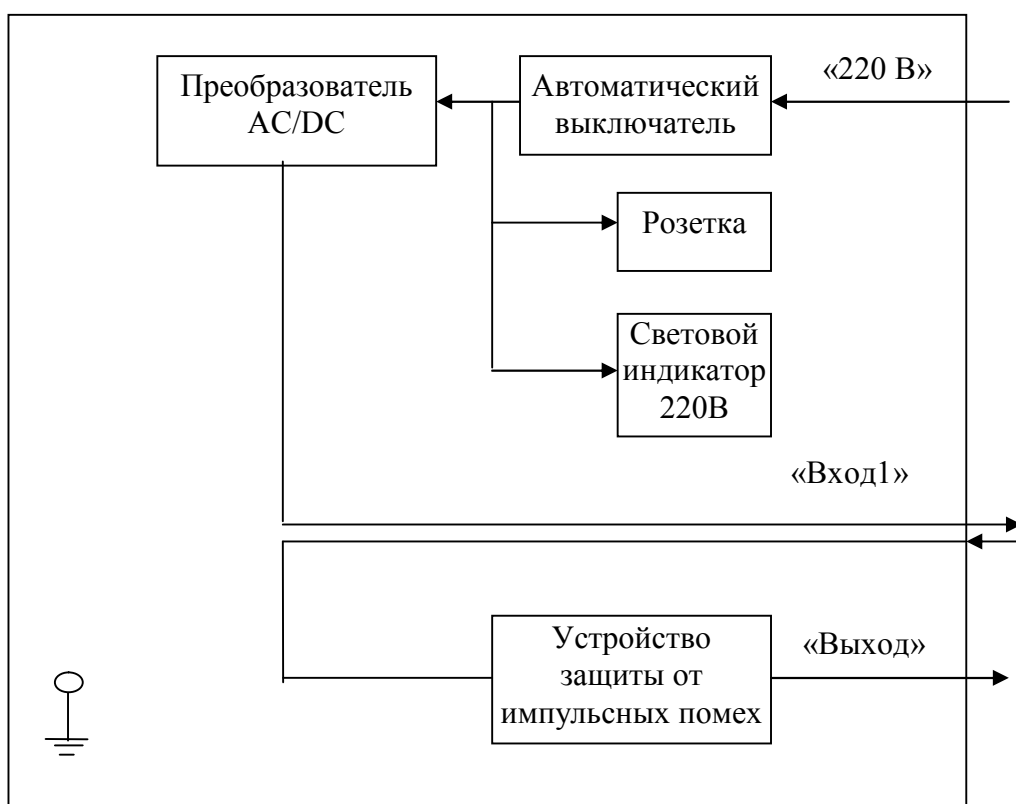 Преобразователь
AC/DC
Автоматический
выключатель
«220 В»
Розетка
Световой
индикатор
220В
«Вход1»
Устройство
защиты от
импульсных помех
«Выход»